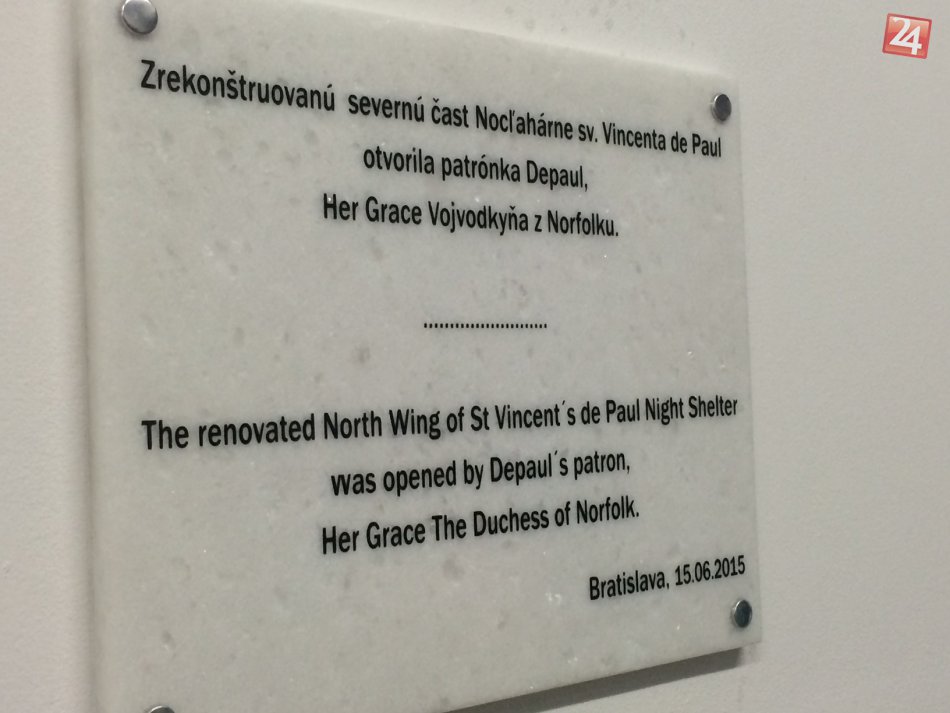 24
Zrekonštruovanú severnú čast Nocľahárne sv. Vincenta de Paul
otvorila patrónka Depaul,
Her Grace Vojvodkyňa z Norfolku.
...........................
The renovated North Wing of St Vincent´s de Paul Night Shelter
was opened by Depaul´s patron,
Her Grace The Duchess of Norfolk.
Bratislava, 15.06.2015